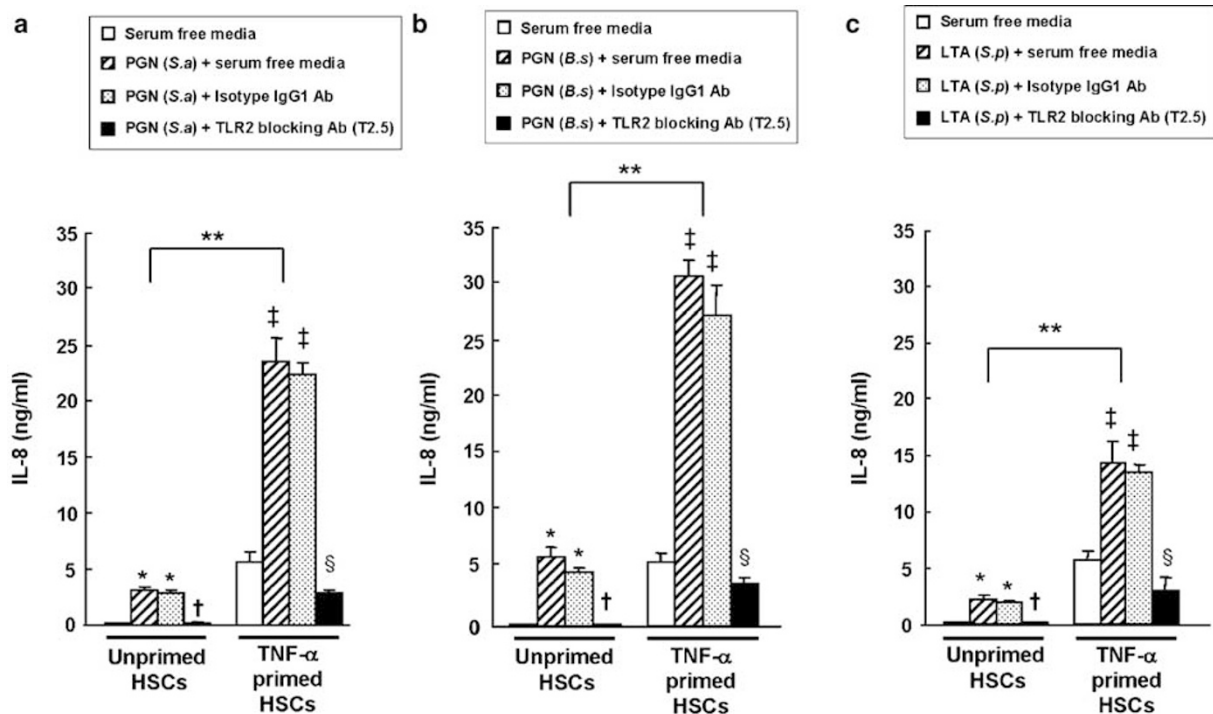 a
Serum free media
PGN (S.a) + serum free media
PGN (S.a) + Isotype IgG1 Ab
PGN (S.a) + TLR2 blocking Ab (T2.5)
**
35
30
25
20
15
10
5
0
IL-8 (ng/ml)
* * †
‡ ‡ §
Unprimed
HSCs
TNF-α
primed
HSCs
b
Serum free media
PGN (B.s) + serum free media
PGN (B.s) + Isotype IgG1 Ab
PGN (B.s) + TLR2 blocking Ab (T2.5)
**
35
30
25
20
15
10
5
0
IL-8 (ng/ml)
* * †
‡ ‡ §
Unprimed
HSCs
TNF-α
primed
HSCs
c
Serum free media
LTA (S.p) + serum free media
LTA (S.p) + Isotype IgG1 Ab
LTA (S.p) + TLR2 blocking Ab (T2.5)
**
35
30
25
20
15
10
5
0
IL-8 (ng/ml)
* * †
‡ ‡ §
Unprimed
HSCs
TNF-α
primed
HSCs